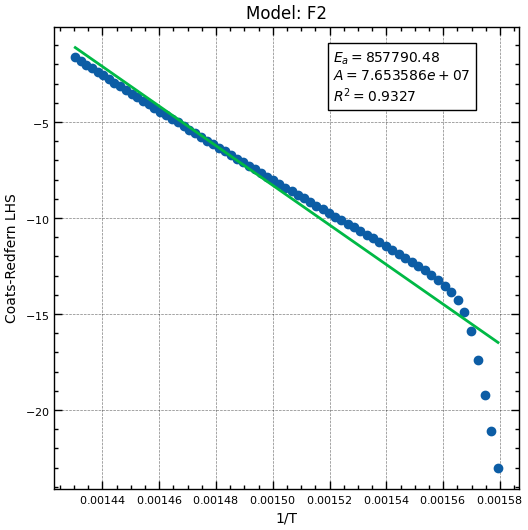 Model: F2
E_a = 857790.48
A = 7.653586e + 07
R² = 0.9327
Coats-Redfern LHS
−5
−10
−15
−20
0.00144 0.00146 0.00148 0.00150 0.00152 0.00154 0.00156 0.00158
1/T